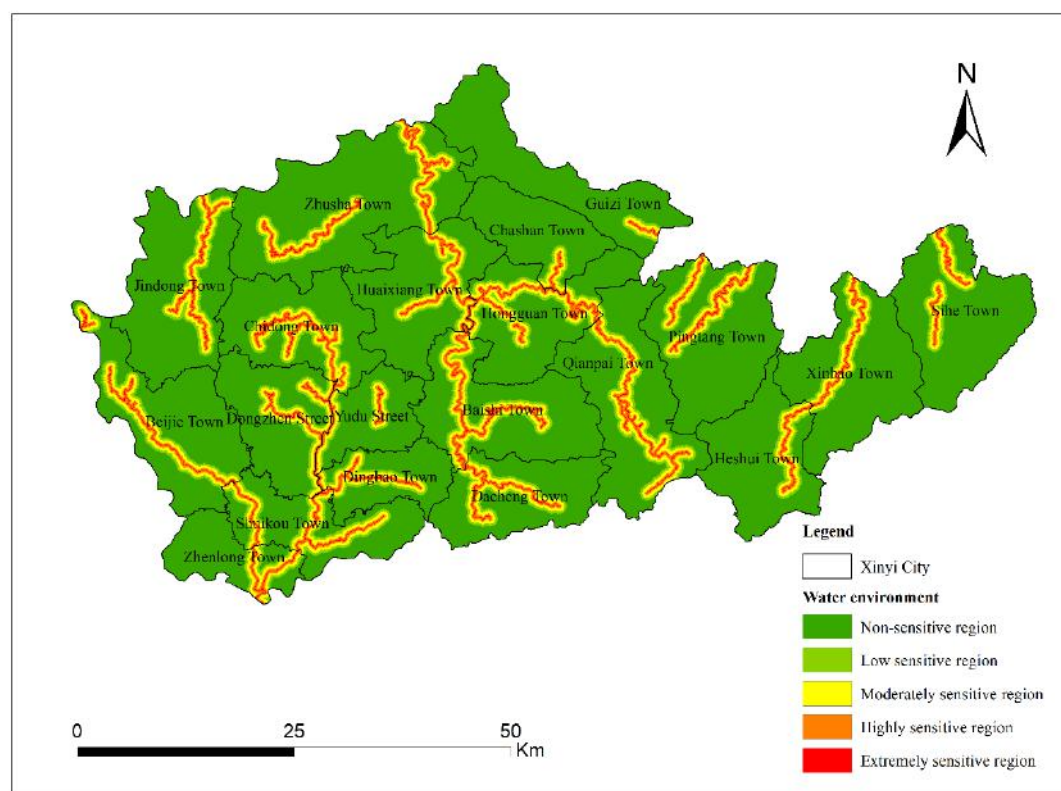 N
Guizi Town
Zhusha Town
Chashan Town
Jindong Town
Huaixiang Town
Hongguan Town
Sihe Town
Chidong Town
Pingtang Town
Qianpai Town
Xinbao Town
Beijie Town
Dongzhen Street
Yudu Street
Baishi Town
Heshui Town
Dinghao Town
Dacheng Town
Shuikou Town
Zhenlong Town
Legend
Xinyi City
Water environment
Non-sensitive region
Low sensitive region
Moderately sensitive region
Highly sensitive region
Extremely sensitive region
0 25 50
Km